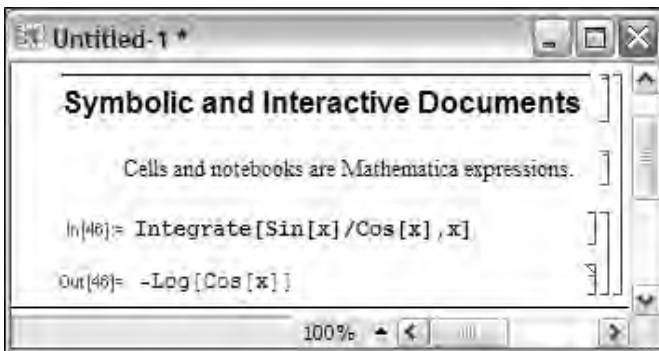 Untitled-1 *
Symbolic and Interactive Documents
Cells and notebooks are Mathematica expressions.
In[46]:= Integrate[Sin[x]/Cos[x],x]
Out[46]= -Log[Cos[x]]
100%